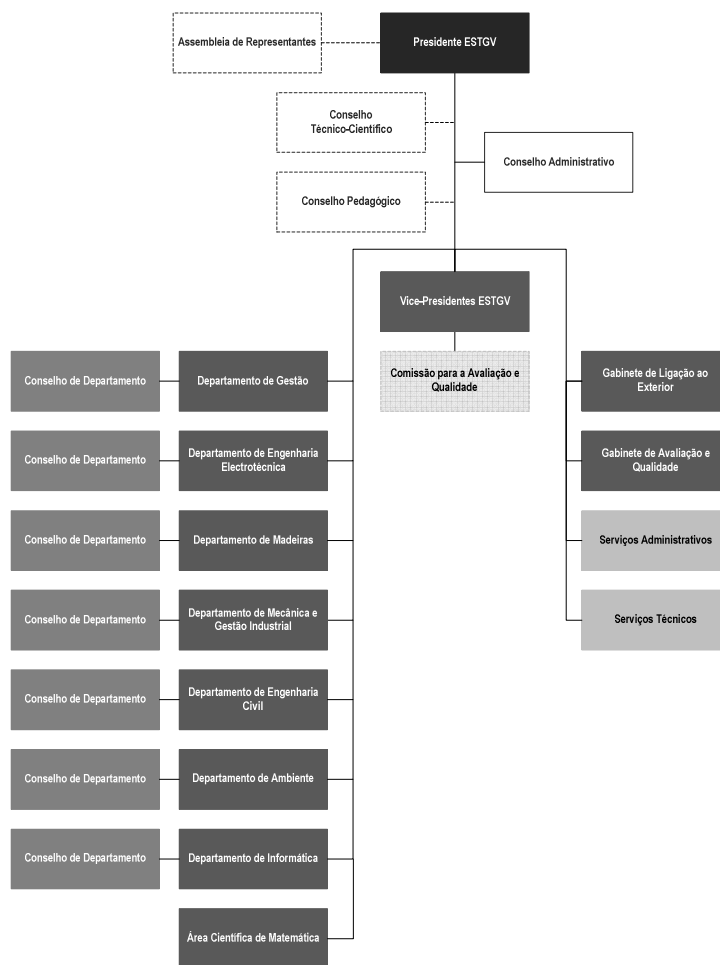 Assembleia de Representantes
Presidente ESTGV
Conselho
Técnico-Científico
Conselho Administrativo
Conselho Pedagógico
Vice-Presidentes ESTGV
Conselho de Departamento
Departamento de Gestão
Comissão para a Avaliação e
Qualidade
Gabinete de Ligação ao
Exterior
Conselho de Departamento
Departamento de Engenharia
Electrotécnica
Gabinete de Avaliação e
Qualidade
Conselho de Departamento
Departamento de Madeiras
Serviços Administrativos
Conselho de Departamento
Departamento de Mecânica e
Gestão Industrial
Serviços Técnicos
Conselho de Departamento
Departamento de Engenharia
Civil
Conselho de Departamento
Departamento de Ambiente
Conselho de Departamento
Departamento de Informática
Área Científica de Matemática